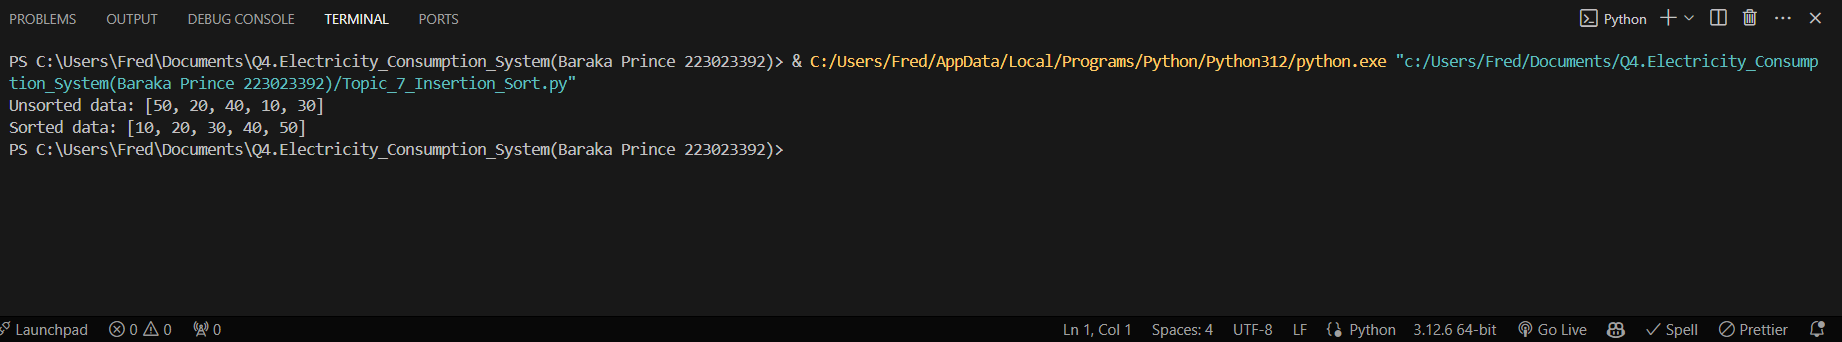 PROBLEMS OUTPUT DEBUG CONSOLE TERMINAL PORTS Python
PS C:\Users\Fred\Documents\Q4.Electricity_Consumption_System(Baraka Prince 223023392)> & C:/Users/Fred/AppData/Local/Programs/Python/Python312/python.exe "c:/Users/Fred/Documents/Q4.Electricity_Consump
tion_System(Baraka Prince 223023392)/Topic_7_Insertion_Sort.py"
Unsorted data: [50, 20, 40, 10, 30]
Sorted data: [10, 20, 30, 40, 50]
PS C:\Users\Fred\Documents\Q4.Electricity_Consumption_System(Baraka Prince 223023392)>
Launchpad 0 0 0 Ln 1, Col 1 Spaces: 4 UTF-8 LF Python 3.12.6 64-bit Go Live Spell Prettier